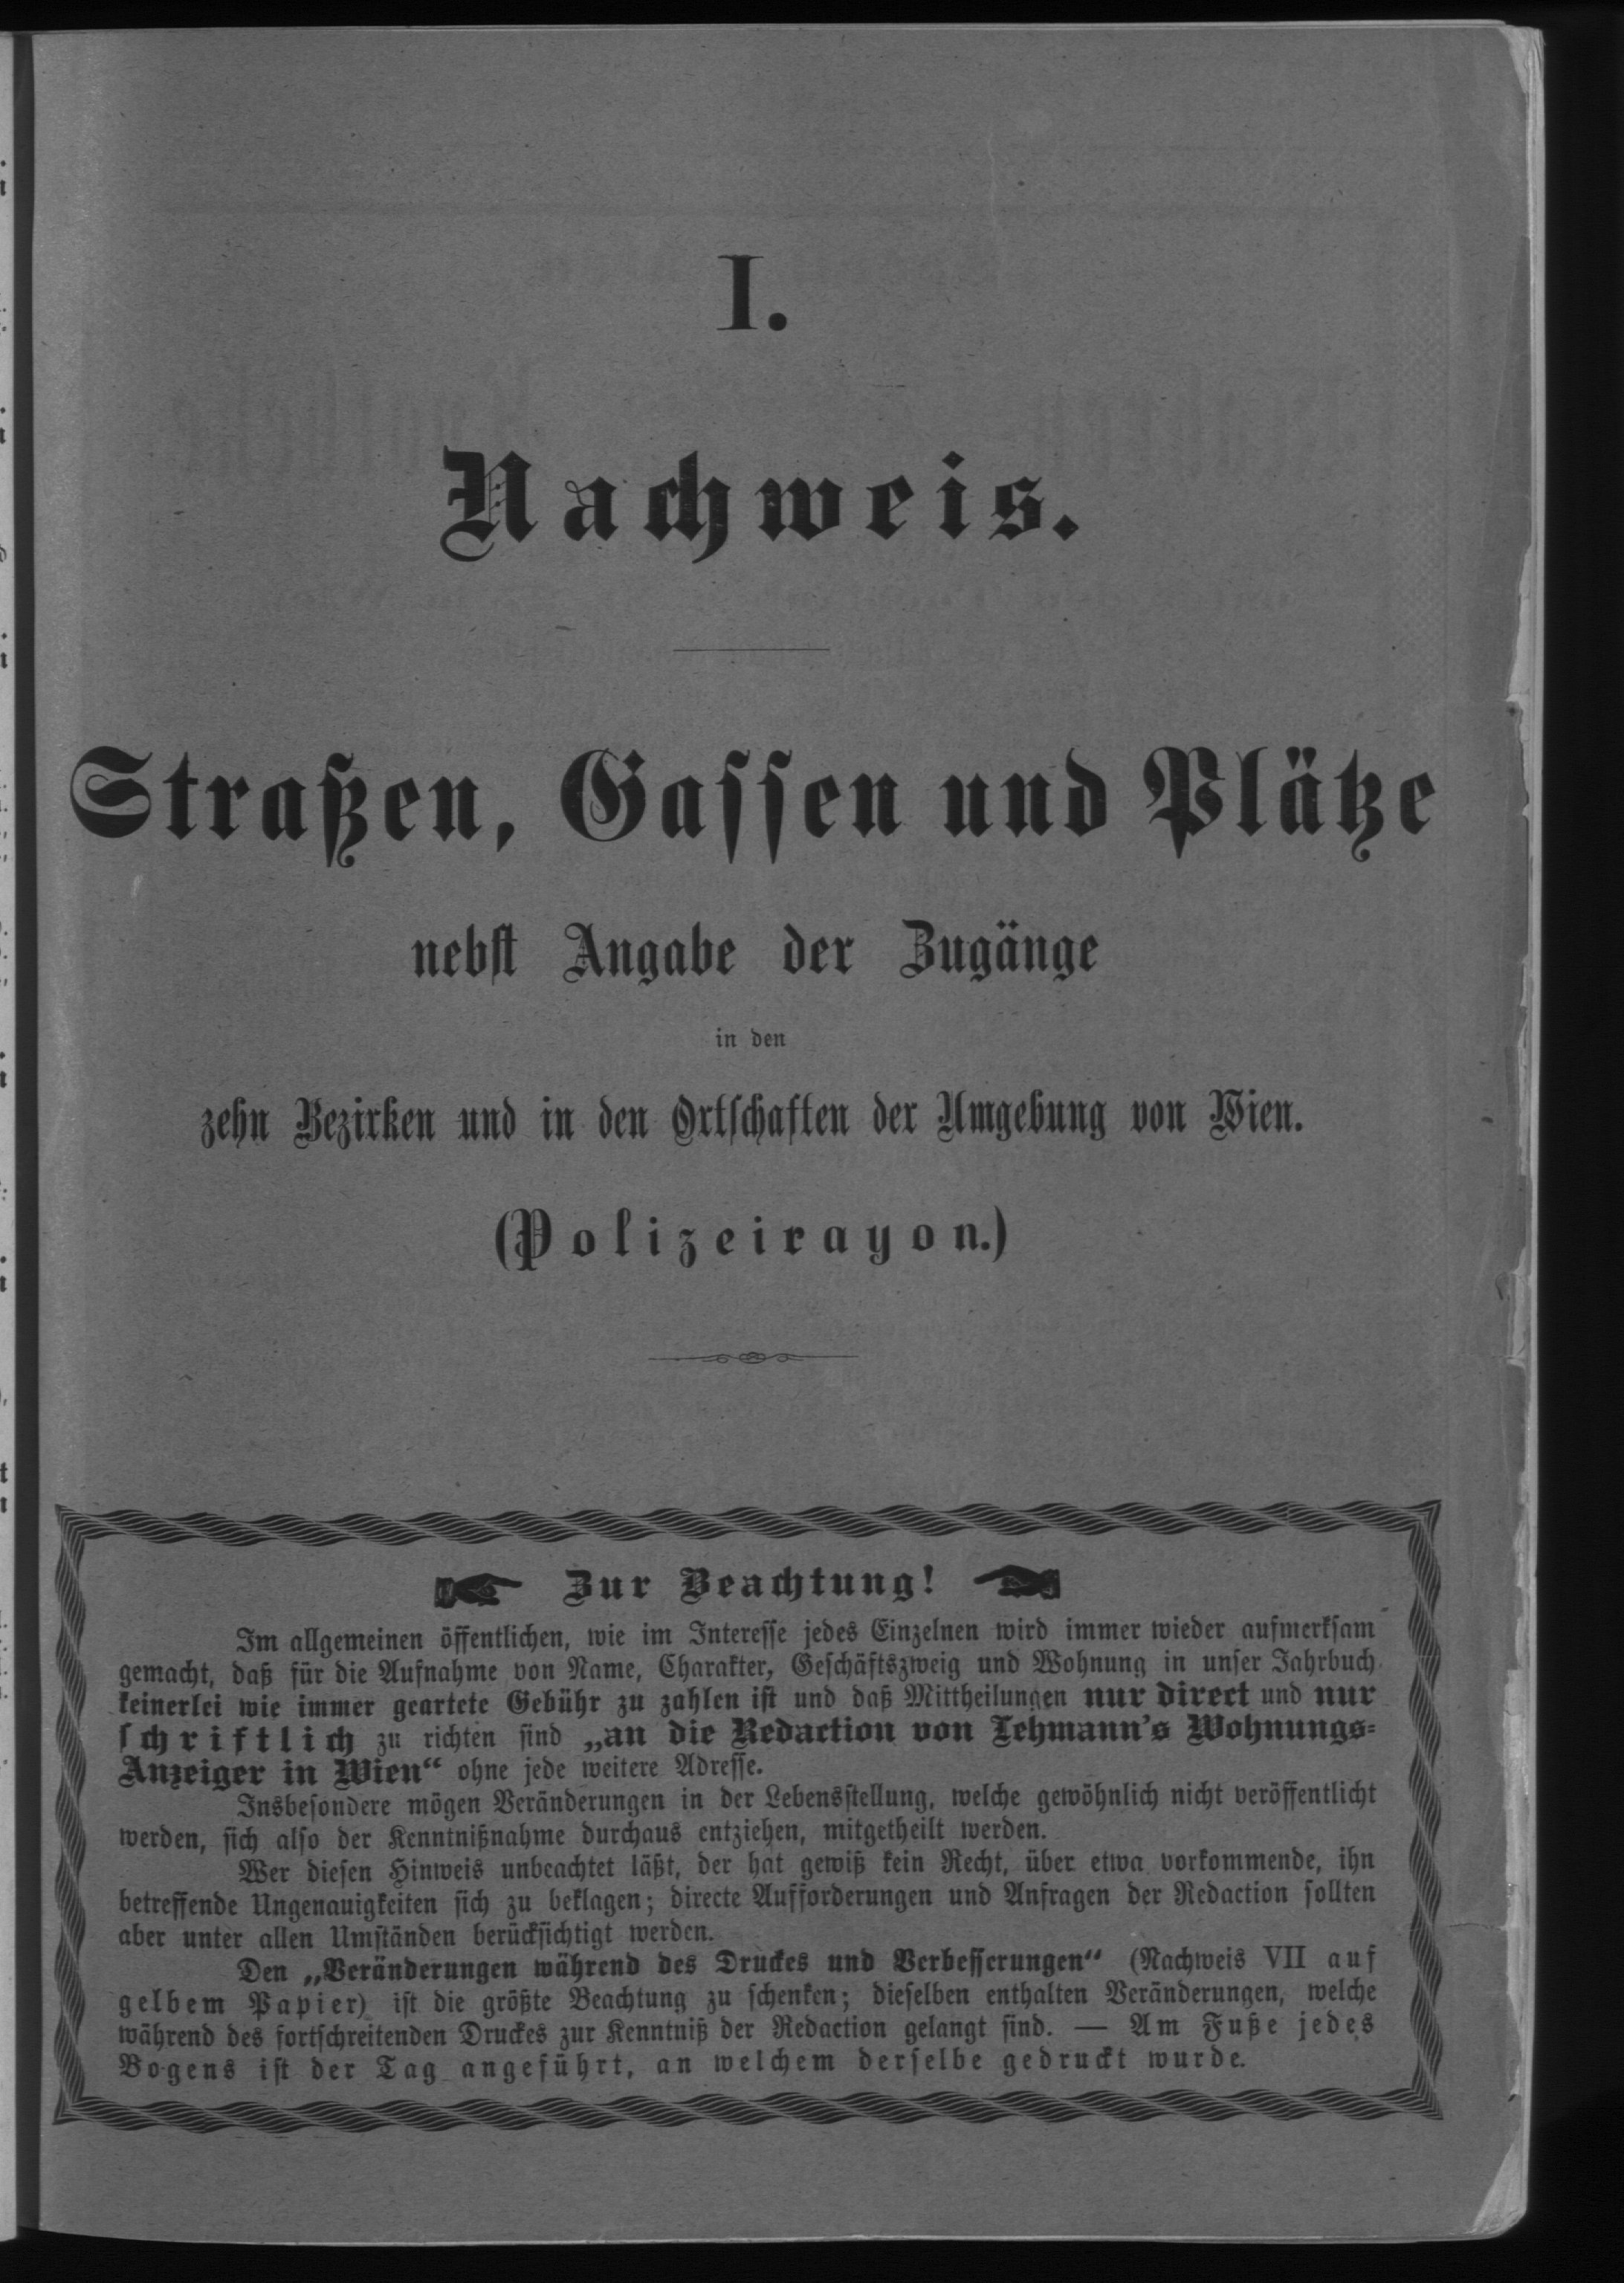 I.
Nachweis.
Straßen, Gassen und Plätze
nebst Angabe der Zugänge
in den
zehn Bezirken und in den Ortschaften der Umgebung von Wien.
(Polizeirayon.)
Zur Beachtung!
Im allgemeinen öffentlichen, wie im Interesse jedes Einzelnen wird immer wieder aufmerksam
gemacht, daß für die Aufnahme von Name, Charakter, Geschäftszweig und Wohnung in unser Jahrbuch
keinerlei wie immer geartete Gebühr zu zahlen ist und daß Mittheilungen nur direct und nur
schriftlich zu richten sind „an die Redaction von Lehmann's Wohnungs-
Anzeiger in Wien“ ohne jede weitere Adresse.
Insbesondere mögen Veränderungen in der Lebensstellung, welche gewöhnlich nicht veröffentlicht
werden, sich also der Kenntnißnahme durchaus entziehen, mitgetheilt werden.
Wer diesen Hinweis unbeachtet läßt, der hat gewiß kein Recht, über etwa vorkommende, ihn
betreffende Ungenauigkeiten sich zu beklagen; directe Aufforderungen und Anfragen der Redaction sollten
aber unter allen Umständen berücksichtigt werden.
Den „Veränderungen während des Druckes und Verbesserungen“ (Nachweis VII auf
gelbem Papier) ist die größte Beachtung zu schenken; dieselben enthalten Veränderungen, welche
während des fortschreitenden Druckes zur Kenntniß der Redaction gelangt sind. — Am Fuße jedes
Bogens ist der Tag angeführt, an welchem derselbe gedruckt wurde.